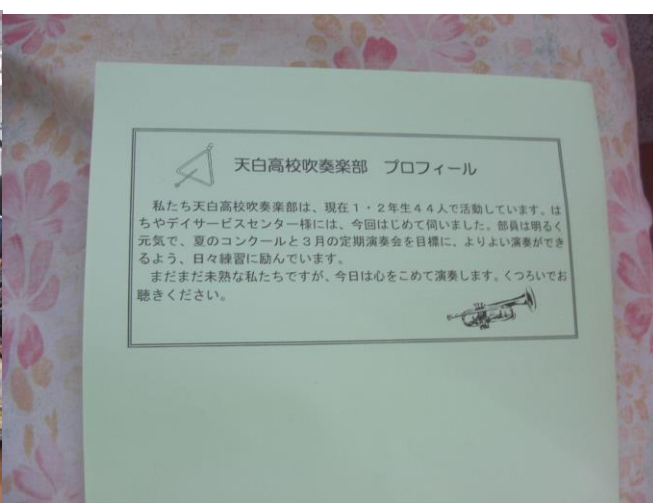 天白高校吹奏楽部　プロフィール
　私たち天白高校吹奏楽部は、現在１・２年生４４人で活動しています。は
ちやデイサービスセンター様には、今回はじめて伺いました。部員は明るく
元気で、夏のコンクールと３月の定期演奏会を目標に、よりよい演奏ができ
るよう、日々練習に励んでいます。
　まだまだ未熟な私たちですが、今日は心をこめて演奏します。くつろいでお
聴きください。